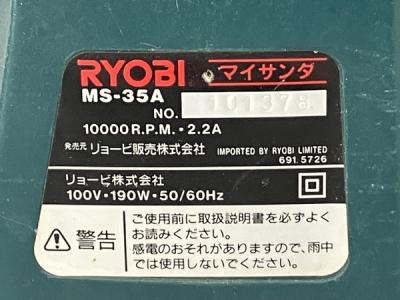 RYOBI マイサンダ
MS-35A
NO. 101378
10000 R.P.M.・2.2A
発売元 リョービ販売株式会社 IMPORTED BY RYOBI LIMITED
691 5726
リョービ株式会社
100V・190W・50/60Hz
警告
ご使用前に取扱説明書を必ずよく
お読みください。
感電のおそれがありますので、雨中
では使用しないでください。